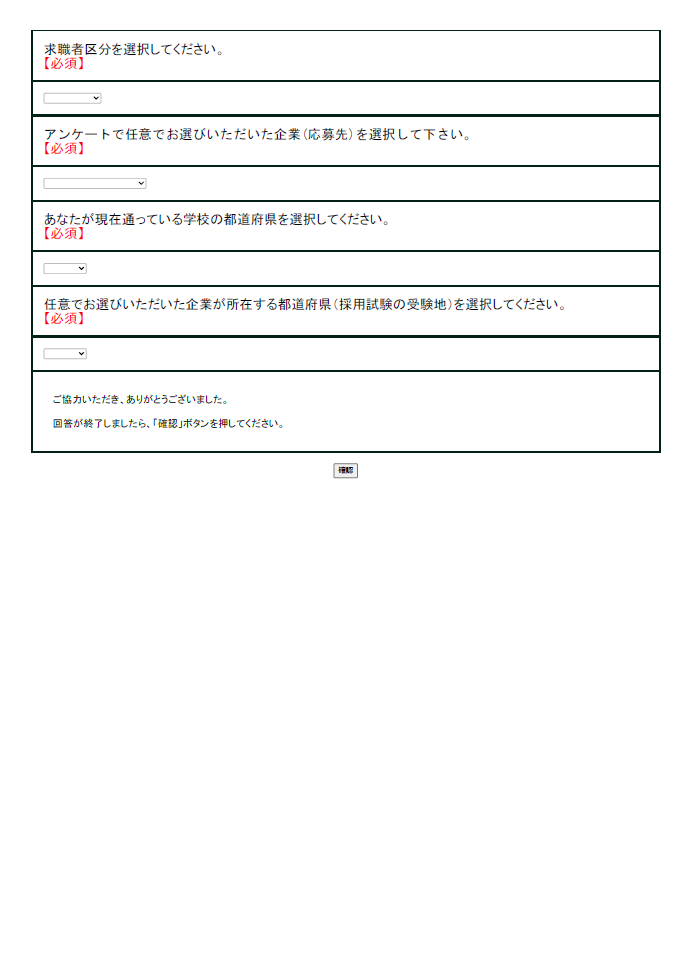 求職者区分を選択してください。
【必須】
アンケートで任意でお選びいただいた企業（応募先）を選択して下さい。
【必須】
あなたが現在通っている学校の都道府県を選択してください。
【必須】
任意でお選びいただいた企業が所在する都道府県（採用試験の受験地）を選択してください。
【必須】
ご協力いただき、ありがとうございました。
回答が終了しましたら、「確認」ボタンを押してください。
確認